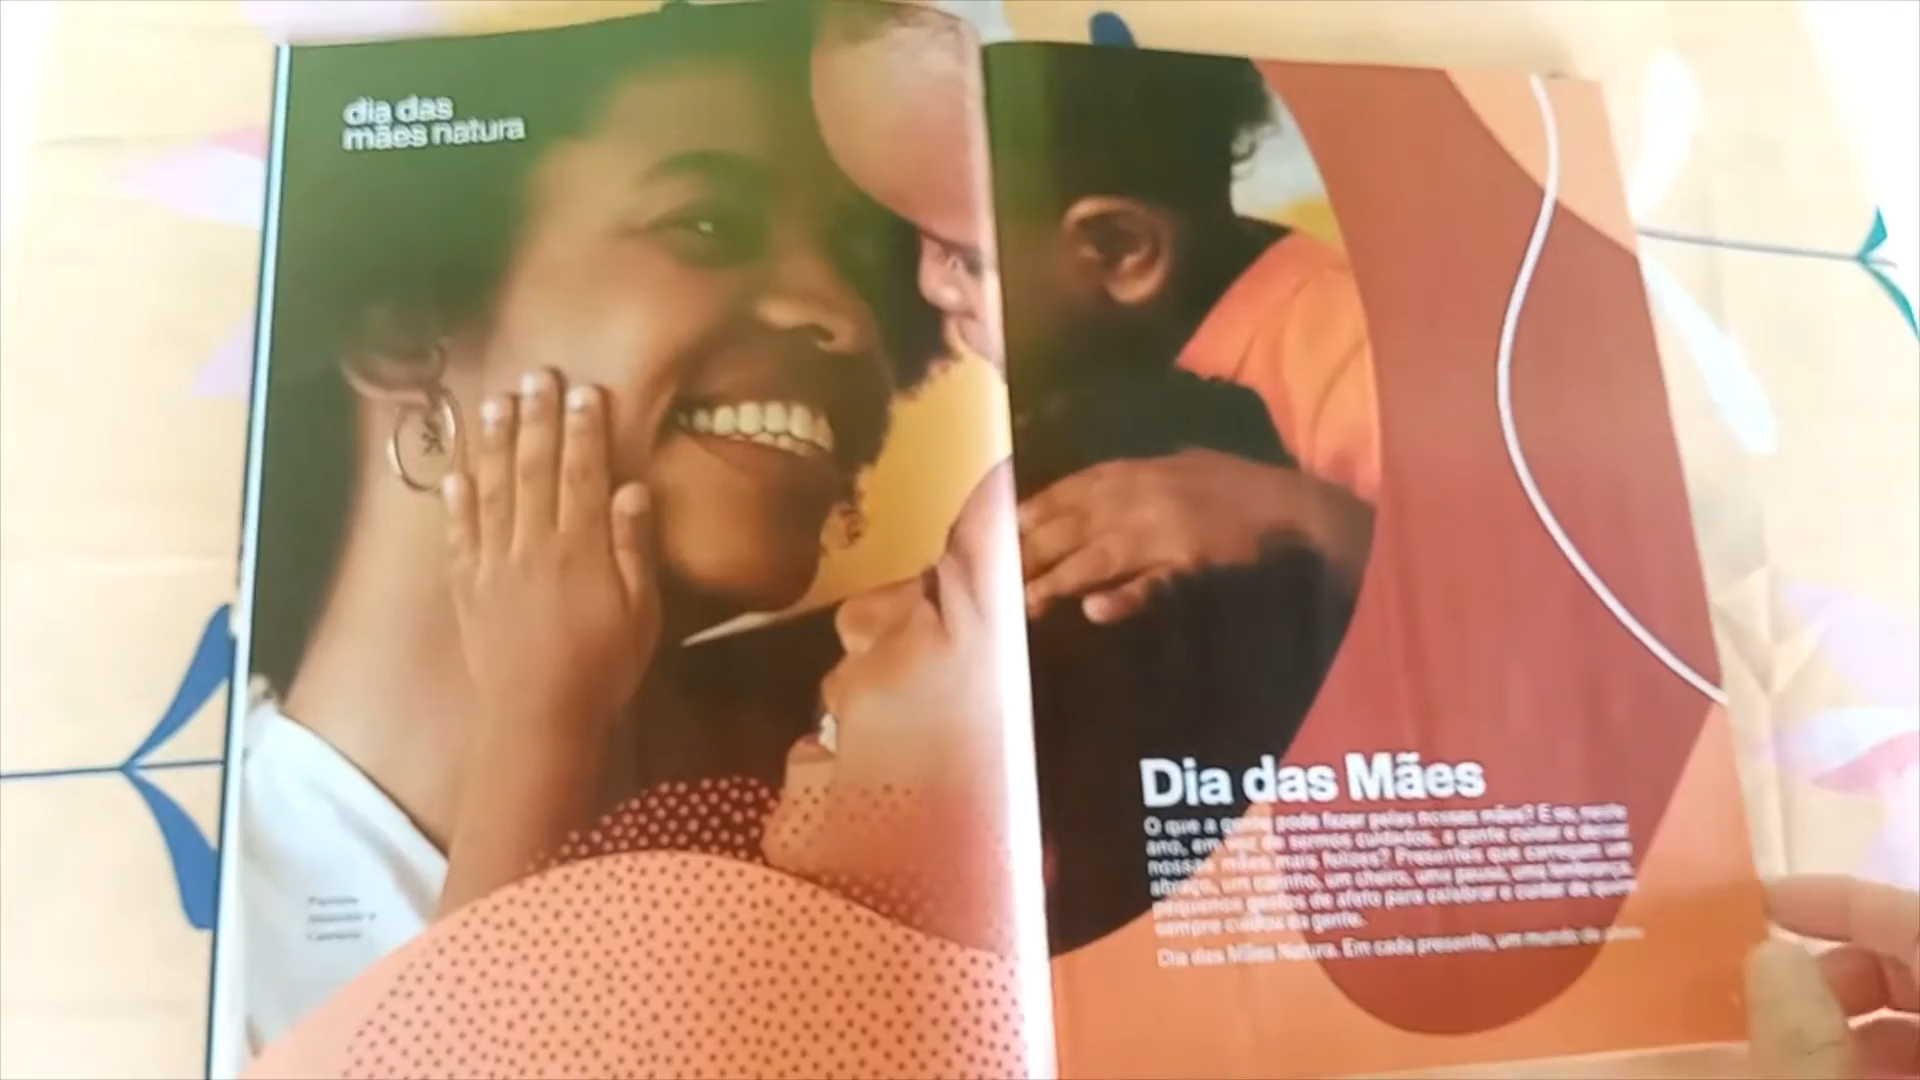 dia das
mães natura
Dia das Mães
O que a gente pode fazer pelas nossas mães? E se, neste
ano, em vez de sermos cuidados, a gente cuidar e deixar
nossas mães mais felizes? Presentes que carregam um
abraço, um carinho, um cheiro, uma pausa, uma lembrança,
pequenos gestos de afeto para celebrar e cuidar de quem
sempre cuidou da gente.
Dia das Mães Natura. Em cada presente, um mundo de